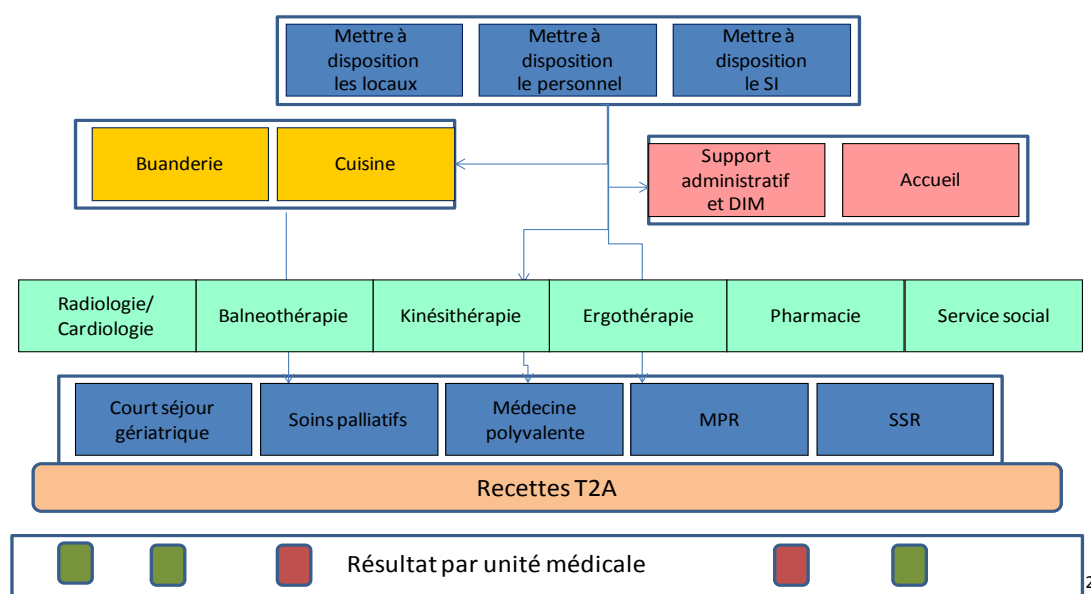 Mettre à
disposition
les locaux
Mettre à
disposition
le personnel
Mettre à
disposition
le SI
Buanderie
Cuisine
Support
administratif
et DIM
Accueil
Radiologie/
Cardiologie
Balneothérapie
Kinésithérapie
Ergothérapie
Pharmacie
Service social
Court séjour
gériatrique
Soins palliatifs
Médecine
polyvalente
MPR
SSR
Recettes T2A
Résultat par unité médicale
2